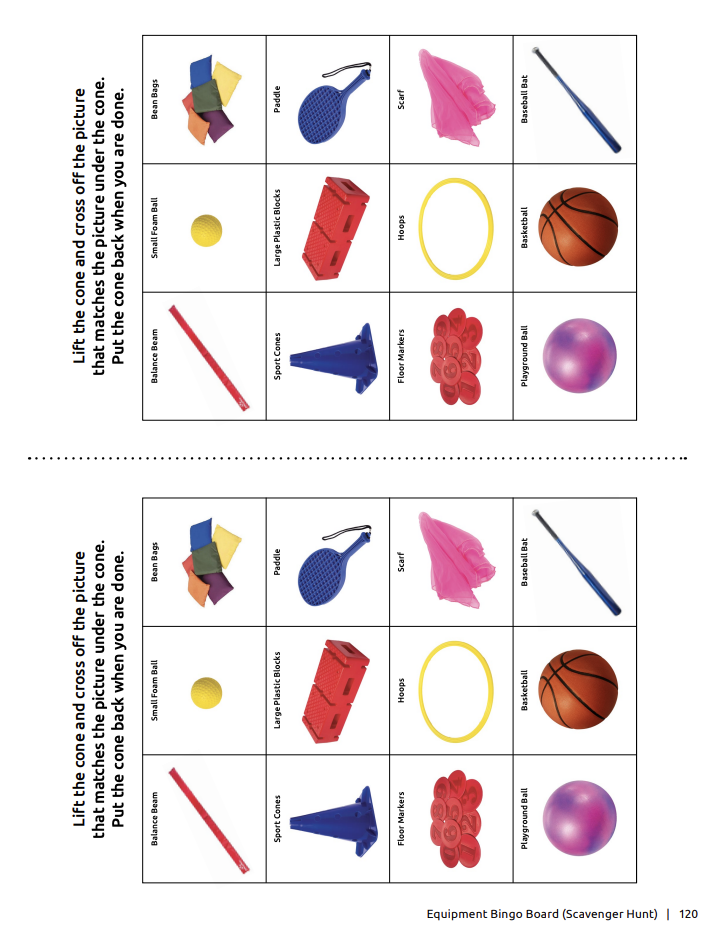 Lift the cone and cross off the picture
that matches the picture under the cone.
Put the cone back when you are done.
Balance Beam
Small Foam Ball
Bean Bags
Sport Cones
Large Plastic Blocks
Paddle
Floor Markers
Hoops
Scarf
Playground Ball
Basketball
Baseball Bat
Lift the cone and cross off the picture
that matches the picture under the cone.
Put the cone back when you are done.
Balance Beam
Small Foam Ball
Bean Bags
Sport Cones
Large Plastic Blocks
Paddle
Floor Markers
Hoops
Scarf
Playground Ball
Basketball
Baseball Bat
Equipment Bingo Board (Scavenger Hunt) | 120